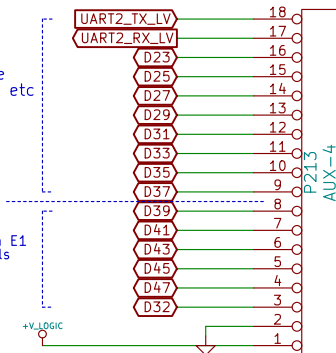 UART2_TX_LV 18
UART2_RX_LV 17
D23 16
D25 15
etc D27 14
D29 13
D31 12
D33 11
D35 10
D37 9
D39 8
D41 7
E1 D43 6
D45 5
D47 4
D32 3
+V_LOGIC 2
1
P213
AUX-4